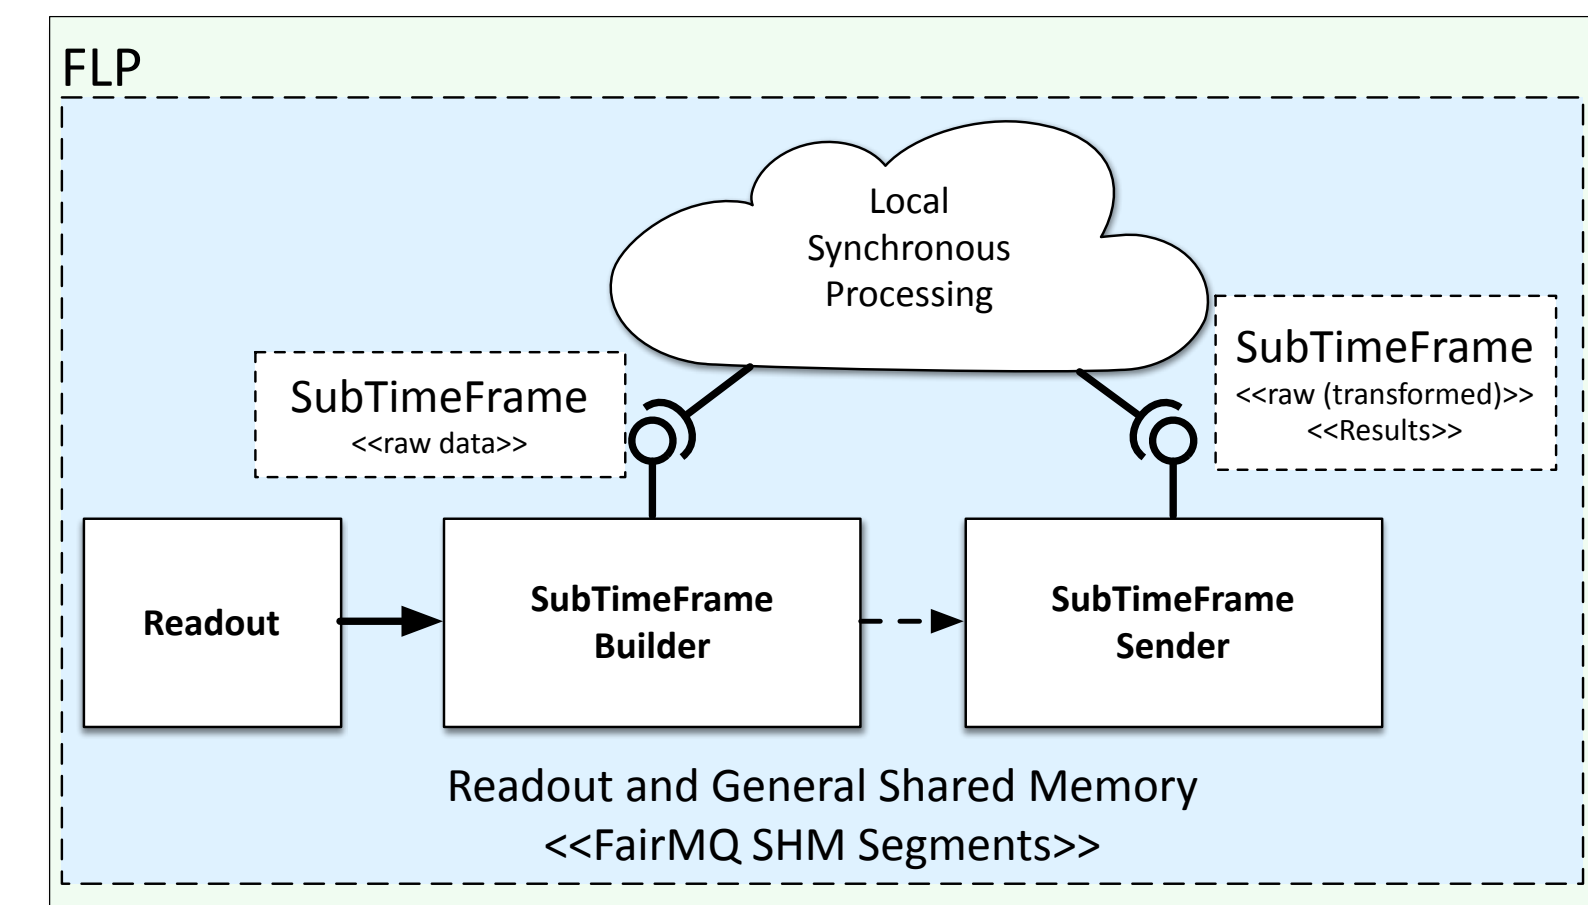 FLP
Local
Synchronous
Processing
SubTimeFrame
<<raw data>>
SubTimeFrame
<<raw (transformed)>>
<<Results>>
Readout
SubTimeFrame
Builder
SubTimeFrame
Sender
Readout and General Shared Memory
<<FairMQ SHM Segments>>